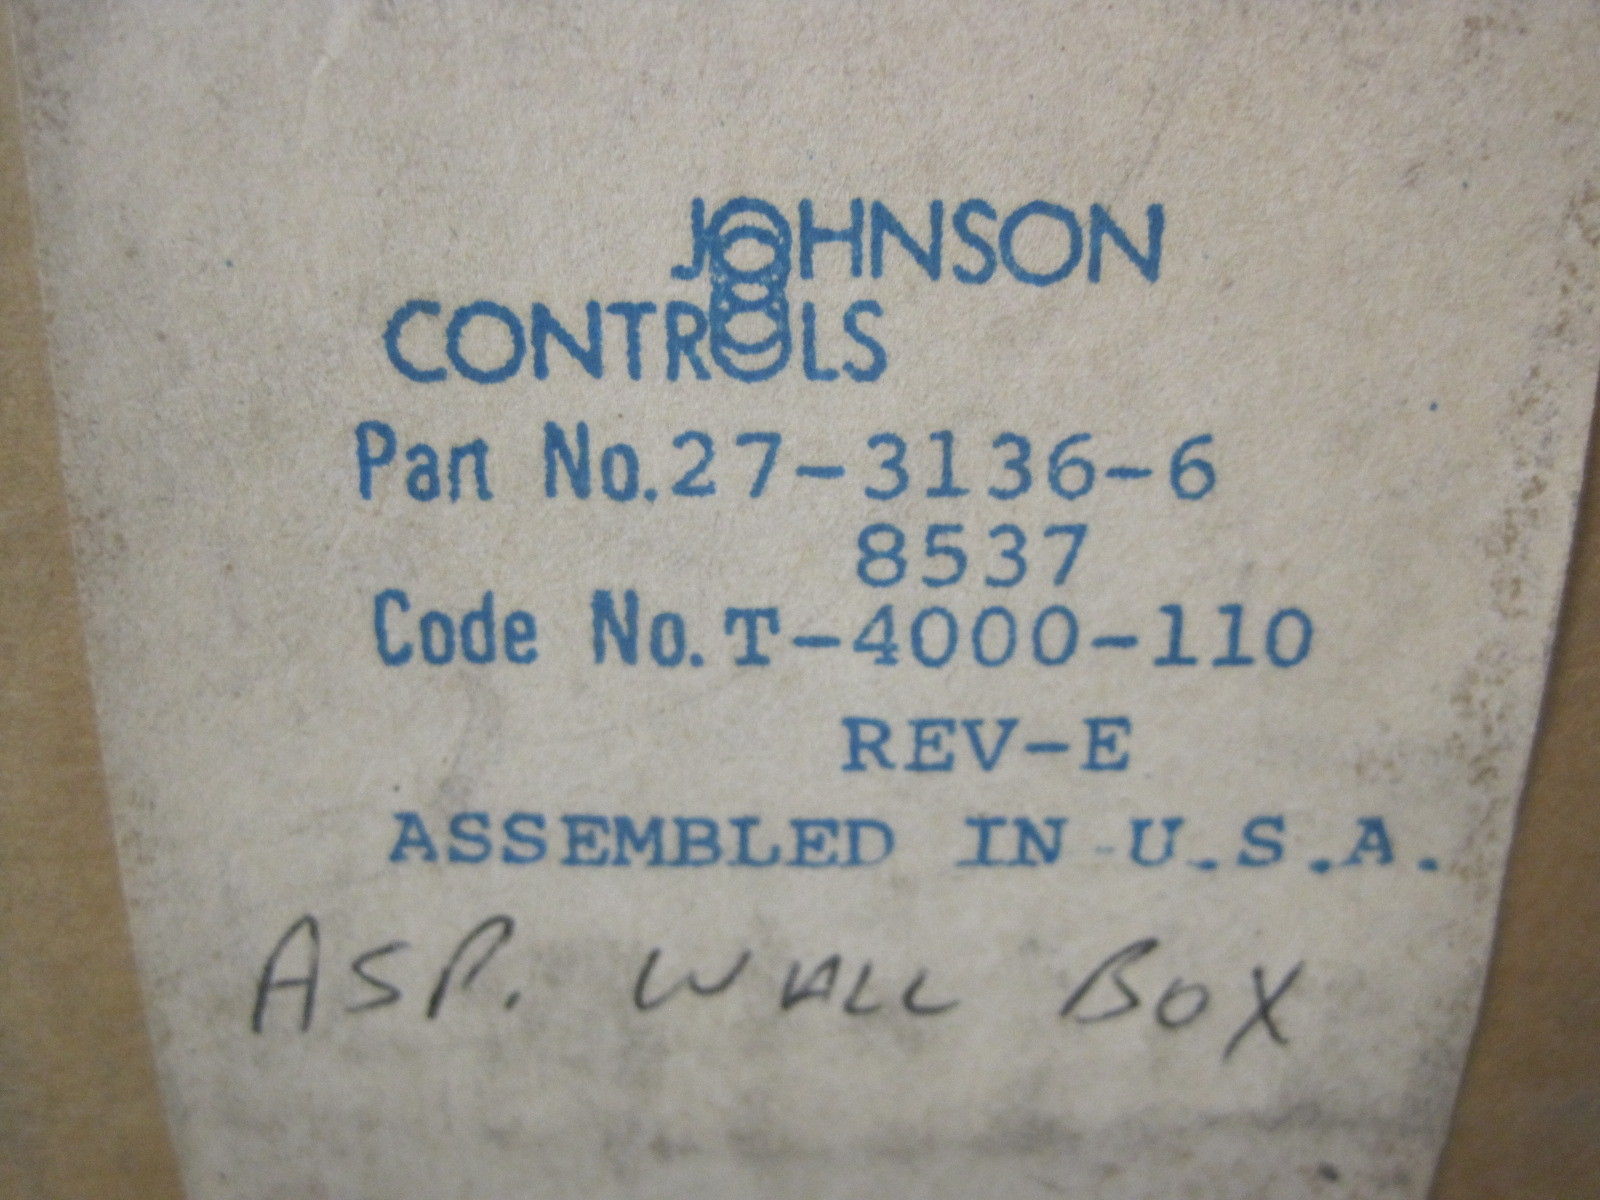 JOHNSON
CONTROLS
Part No. 27-3136-6
8537
Code No. T-4000-110
REV-E
ASSEMBLED IN U.S.A.
ASP. WALL BOX